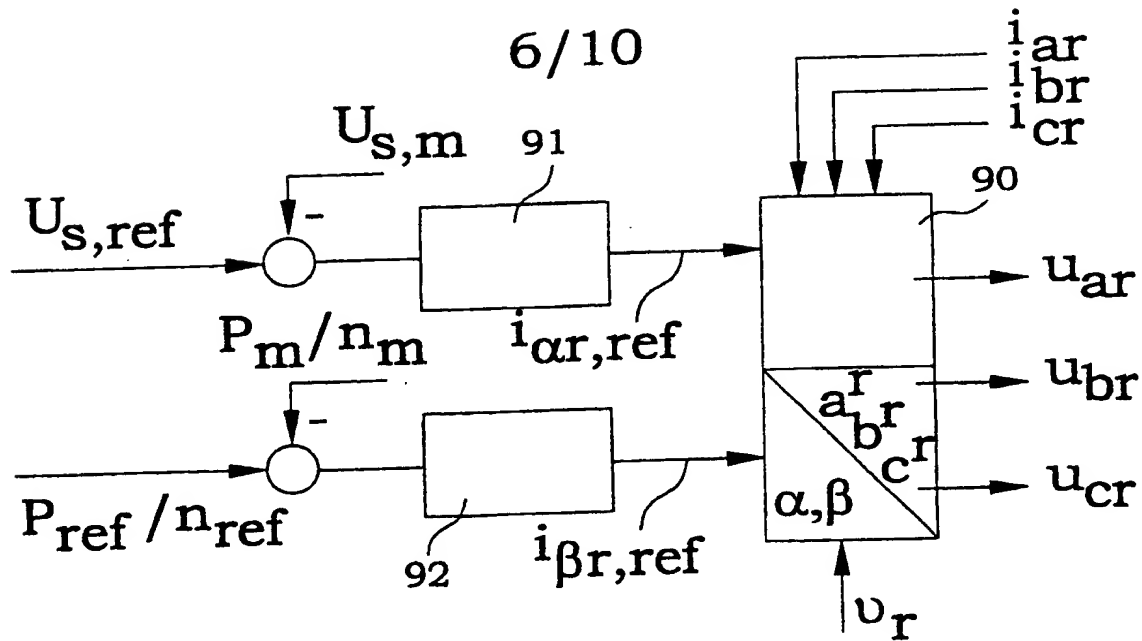 6/10
i_ar
i_br
i_cr
U_s,m
91
90
U_s,ref
u_ar
P_m/n_m
i_αr,ref
u_br
a^r
b^r
c^r
α,β
u_cr
P_ref/n_ref
92
i_βr,ref
υ_r